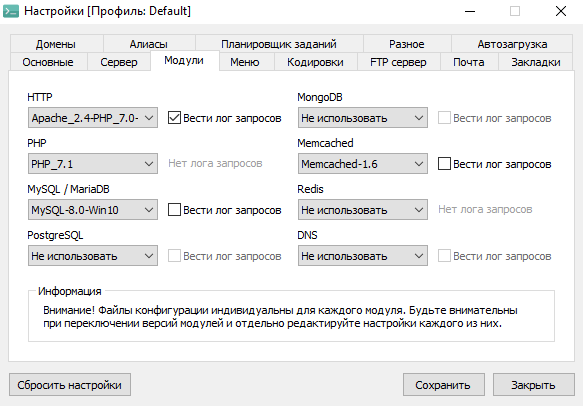 Настройки [Профиль: Default]
Домены Алиасы Планировщик заданий Разное Автозагрузка
Основные Сервер Модули Меню Кодировки FTP сервер Почта Закладки
HTTP MongoDB
Apache_2.4-PHP_7.0- Вести лог запросов Не использовать Вести лог запросов
PHP Memcached
PHP_7.1 Нет лога запросов Memcached-1.6 Вести лог запросов
MySQL / MariaDB Redis
MySQL-8.0-Win10 Вести лог запросов Не использовать Нет лога запросов
PostgreSQL DNS
Не использовать Вести лог запросов Не использовать Вести лог запросов
Информация
Внимание! Файлы конфигурации индивидуальны для каждого модуля. Будьте внимательны
при переключении версий модулей и отдельно редактируйте настройки каждого из них.
Сбросить настройки Сохранить Закрыть